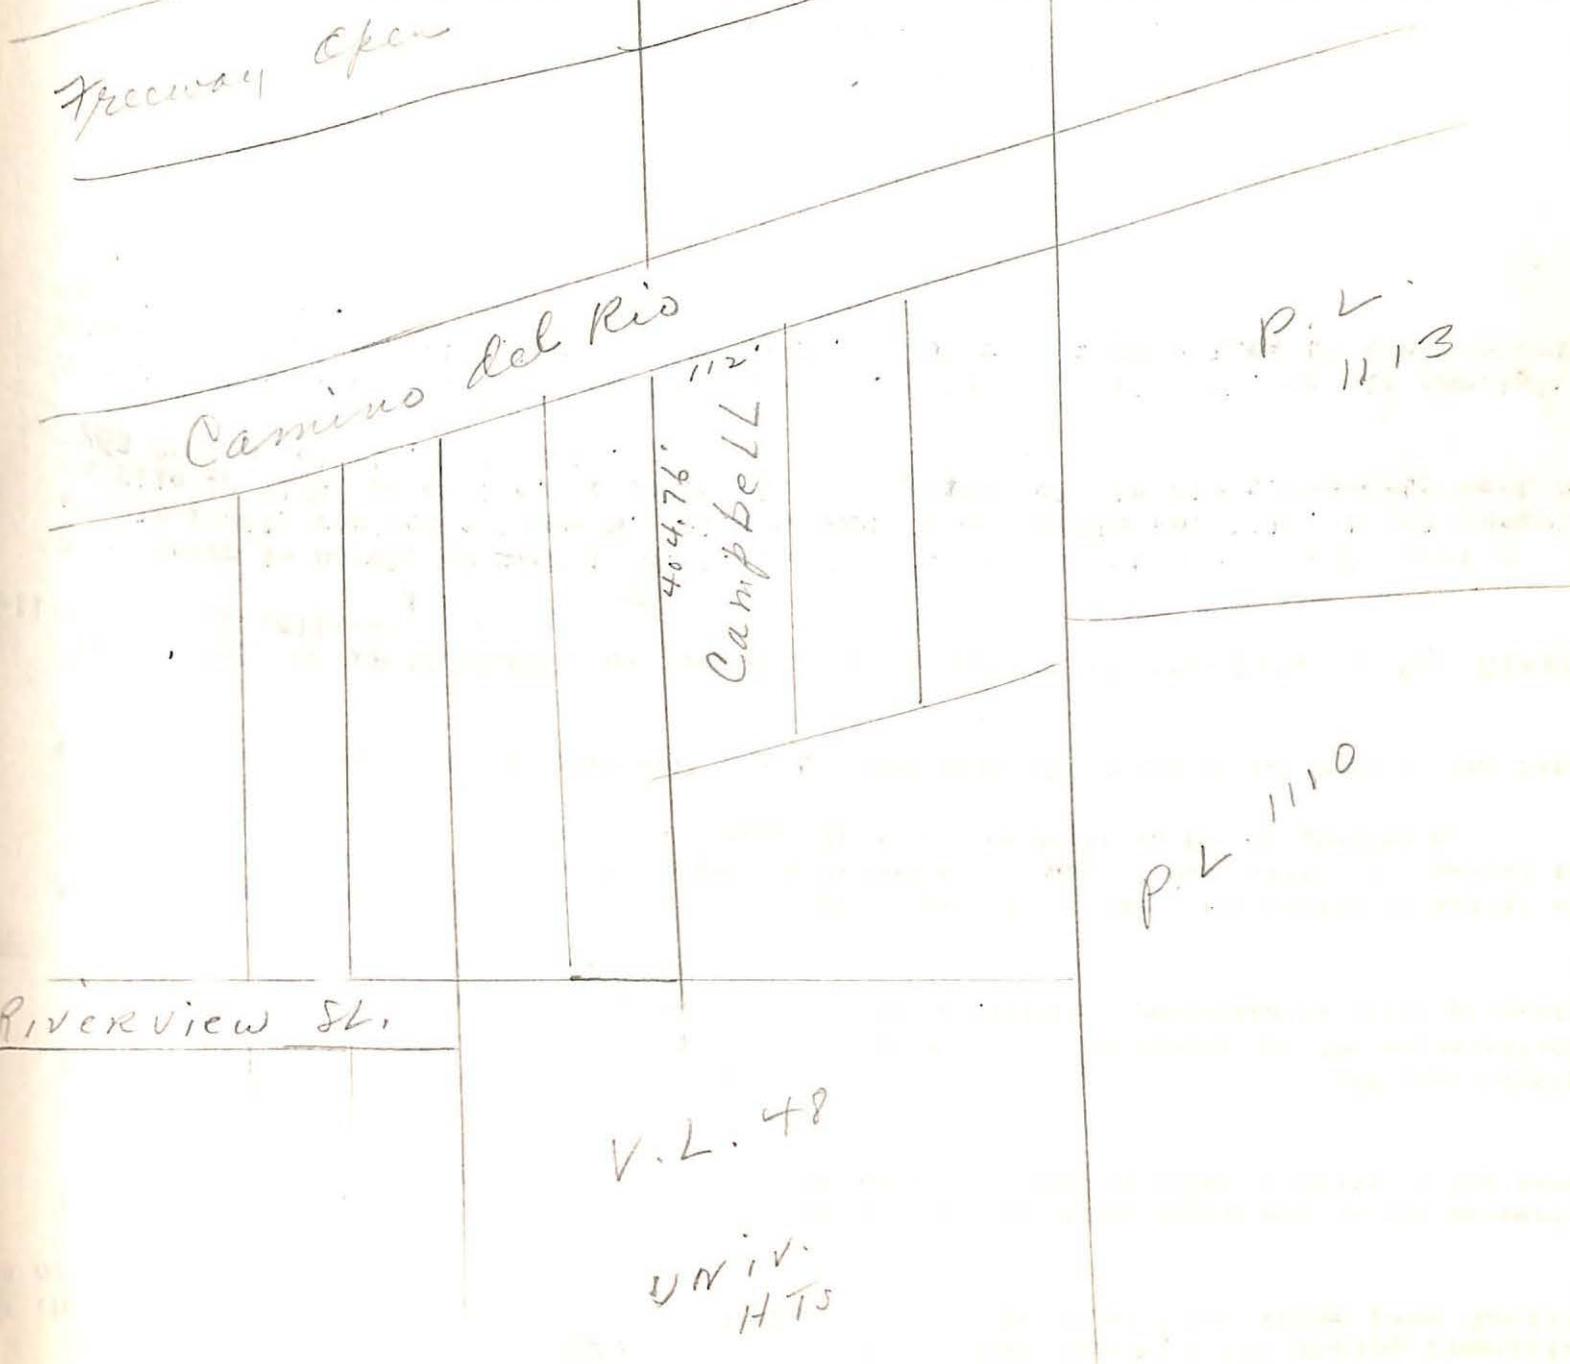 Freeway Open
Camino del Rio
112'
404.76'
Campbell
P. L.
1113
P. L. 1110
Riverview St.
V. L. 48
Univ.
HTS